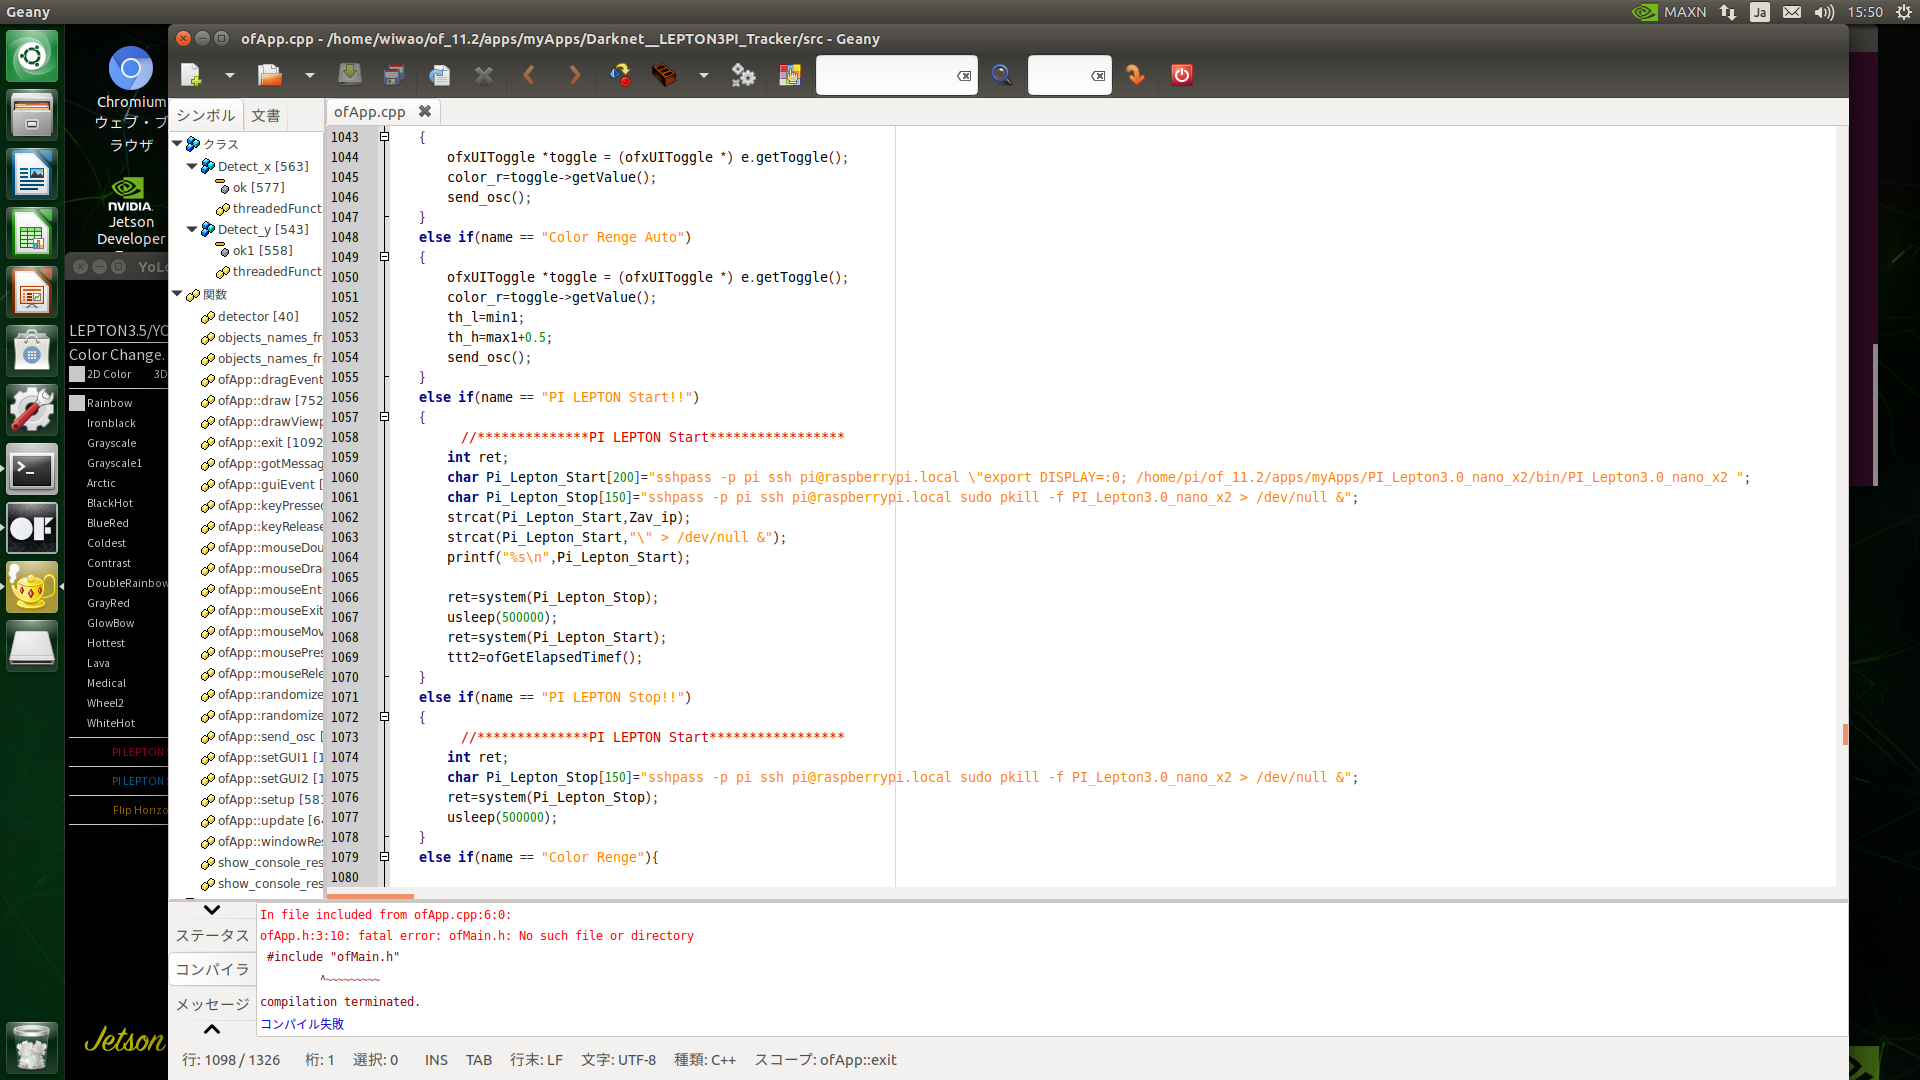 Geany
MAXN
Ja
15:50
ofApp.cpp - /home/wiwao/of_11.2/apps/myApps/Darknet__LEPTON3PI_Tracker/src - Geany
Chromium
ウェブ・ブ
ラウザ
NVIDIA.
Jetson
Developer
YoLo
LEPTON3.5/YO
Color Change.
2D Color 3D
Rainbow
Ironblack
Grayscale
Grayscale1
Arctic
BlackHot
BlueRed
Coldest
Contrast
DoubleRainbow
GrayRed
GlowBow
Hottest
Lava
Medical
Wheel2
WhiteHot
PI LEPTON
PI LEPTON
Flip Horizo
Jetson
OF
シンボル 文書
クラス
Detect_x [563]
ok [577]
threadedFunct
Detect_y [543]
ok1 [558]
threadedFunct
関数
detector [40]
objects_names_fr
objects_names_fr
ofApp::dragEvent
ofApp::draw [752
ofApp::drawViewp
ofApp::exit [1092
ofApp::gotMessag
ofApp::guiEvent [
ofApp::keyPressed
ofApp::keyRelease
ofApp::mouseDou
ofApp::mouseDra
ofApp::mouseEnt
ofApp::mouseExit
ofApp::mouseMov
ofApp::mousePres
ofApp::mouseRele
ofApp::randomize
ofApp::randomize
ofApp::send_osc [
ofApp::setGUI1 [1
ofApp::setGUI2 [1
ofApp::setup [581
ofApp::update [64
ofApp::windowRes
show_console_res
show_console_res
ofApp.cpp
1043 {
1044 ofxUIToggle *toggle = (ofxUIToggle *) e.getToggle();
1045 color_r=toggle->getValue();
1046 send_osc();
1047 }
1048 else if(name == "Color Renge Auto")
1049 {
1050 ofxUIToggle *toggle = (ofxUIToggle *) e.getToggle();
1051 color_r=toggle->getValue();
1052 th_l=min1;
1053 th_h=max1+0.5;
1054 send_osc();
1055 }
1056 else if(name == "PI LEPTON Start!!")
1057 {
1058 //**************PI LEPTON Start*****************
1059 int ret;
1060 char Pi_Lepton_Start[200]="sshpass -p pi ssh pi@raspberrypi.local \"export DISPLAY=:0; /home/pi/of_11.2/apps/myApps/PI_Lepton3.0_nano_x2/bin/PI_Lepton3.0_nano_x2 ";
1061 char Pi_Lepton_Stop[150]="sshpass -p pi ssh pi@raspberrypi.local sudo pkill -f PI_Lepton3.0_nano_x2 > /dev/null &";
1062 strcat(Pi_Lepton_Start,Zav_ip);
1063 strcat(Pi_Lepton_Start,"\" > /dev/null &");
1064 printf("%s\n",Pi_Lepton_Start);
1065
1066 ret=system(Pi_Lepton_Stop);
1067 usleep(500000);
1068 ret=system(Pi_Lepton_Start);
1069 ttt2=ofGetElapsedTimef();
1070 }
1071 else if(name == "PI LEPTON Stop!!")
1072 {
1073 //**************PI LEPTON Start*****************
1074 int ret;
1075 char Pi_Lepton_Stop[150]="sshpass -p pi ssh pi@raspberrypi.local sudo pkill -f PI_Lepton3.0_nano_x2 > /dev/null &";
1076 ret=system(Pi_Lepton_Stop);
1077 usleep(500000);
1078 }
1079 else if(name == "Color Renge"){
1080
ステータス
コンパイラ
メッセージ
In file included from ofApp.cpp:6:0:
ofApp.h:3:10: fatal error: ofMain.h: No such file or directory
#include "ofMain.h"
^~~~~~~~~~
compilation terminated.
コンパイル失敗
行: 1098 / 1326 桁: 1 選択: 0 INS TAB 行末: LF 文字: UTF-8 種類: C++ スコープ: ofApp::exit